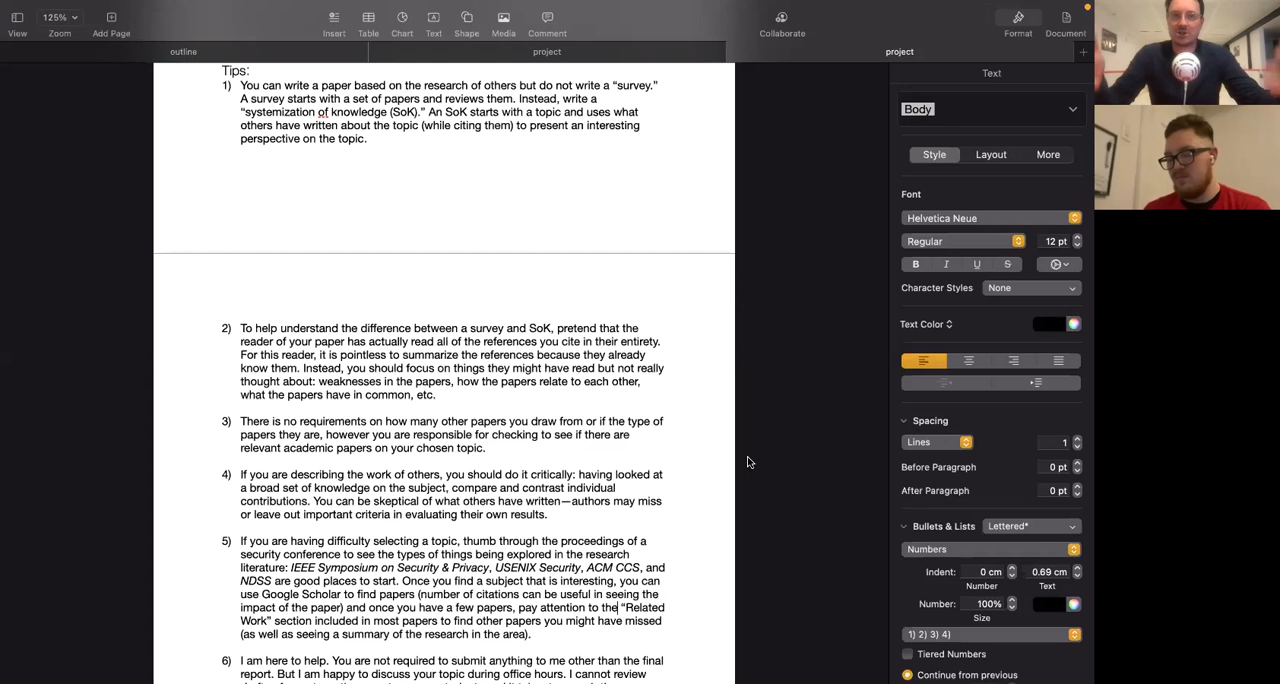 125%
View
Zoom
Add Page
Insert
Table
Chart
Text
Shape
Media
Comment
Collaborate
Format
Document
outline
project
project
Tips:
1) You can write a paper based on the research of others but do not write a “survey.”
A survey starts with a set of papers and reviews them. Instead, write a
“systemization of knowledge (SoK).” An SoK starts with a topic and uses what
others have written about the topic (while citing them) to present an interesting
perspective on the topic.
2) To help understand the difference between a survey and SoK, pretend that the
reader of your paper has actually read all of the references you cite in their entirety.
For this reader, it is pointless to summarize the references because they already
know them. Instead, you should focus on things they might have read but not really
thought about: weaknesses in the papers, how the papers relate to each other,
what the papers have in common, etc.
3) There is no requirements on how many other papers you draw from or if the type of
papers they are, however you are responsible for checking to see if there are
relevant academic papers on your chosen topic.
4) If you are describing the work of others, you should do it critically: having looked at
a broad set of knowledge on the subject, compare and contrast individual
contributions. You can be skeptical of what others have written—authors may miss
or leave out important criteria in evaluating their own results.
5) If you are having difficulty selecting a topic, thumb through the proceedings of a
security conference to see the types of things being explored in the research
literature: IEEE Symposium on Security & Privacy, USENIX Security, ACM CCS, and
NDSS are good places to start. Once you find a subject that is interesting, you can
use Google Scholar to find papers (number of citations can be useful in seeing the
impact of the paper) and once you have a few papers, pay attention to the “Related
Work” section included in most papers to find other papers you might have missed
(as well as seeing a summary of the research in the area).
6) I am here to help. You are not required to submit anything to me other than the final
report. But I am happy to discuss your topic during office hours. I cannot review
Text
Body
Style
Layout
More
Font
Helvetica Neue
Regular
12 pt
B I U S
Character Styles
None
Text Color
Spacing
Lines
1
Before Paragraph
0 pt
After Paragraph
0 pt
Bullets & Lists
Lettered*
Numbers
Indent:
0 cm
0.69 cm
Number
Text
Number:
100%
Size
1) 2) 3) 4)
Tiered Numbers
Continue from previous